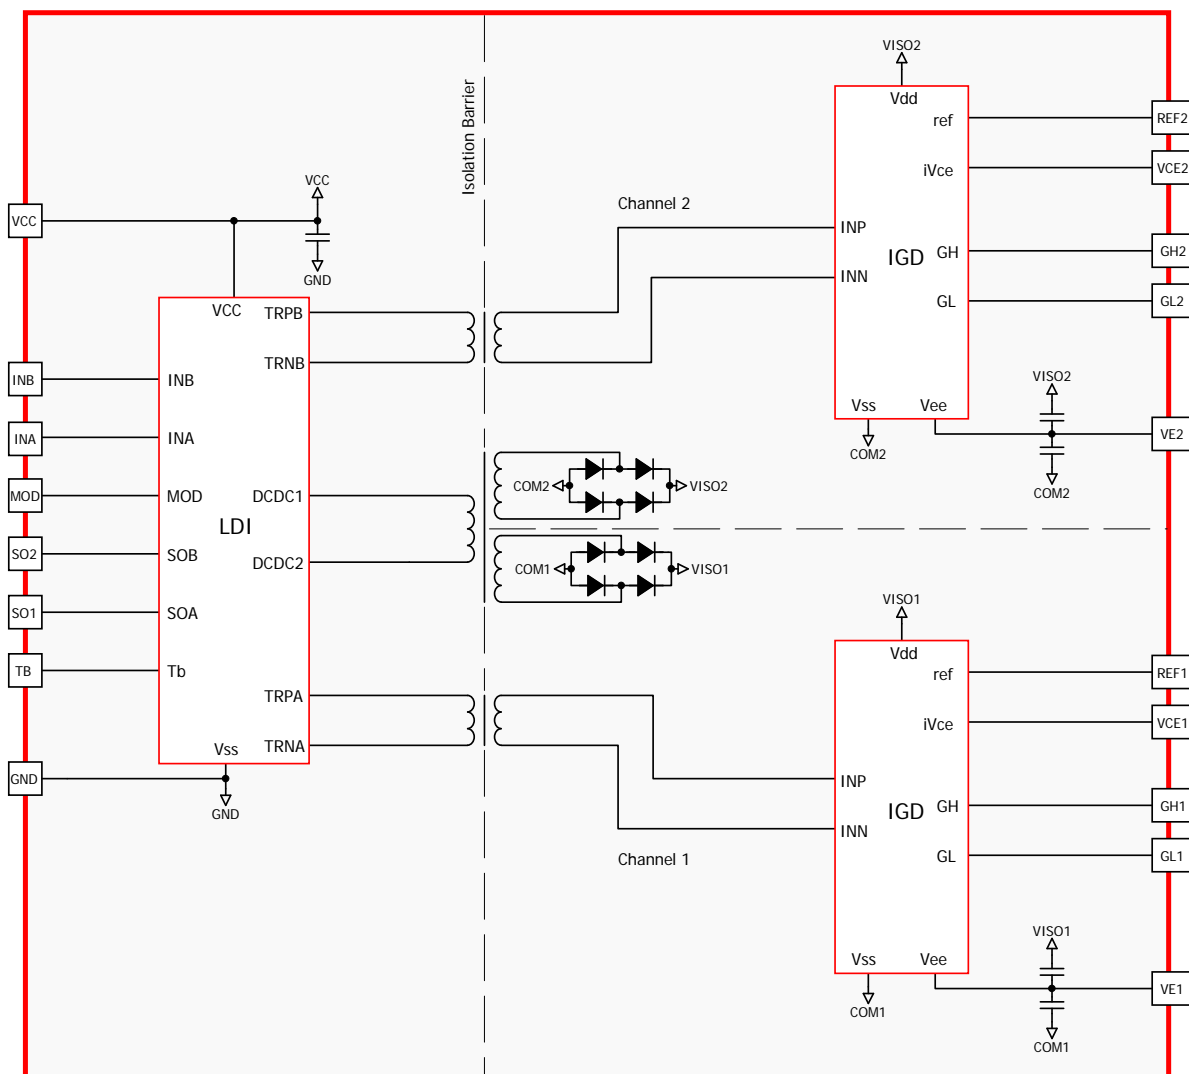 VISO2
Vdd
ref
REF2
iVce
VCE2
Isolation Barrier
VCC
Channel 2
VCC
INP
IGD
GH
GH2
INN
GND
GL
GL2
VCC
TRPB
TRNB
INB
INB
VISO2
Vss
Vee
INA
INA
VE2
COM2
COM2
MOD
MOD
DCDC1
COM2
VISO2
LDI
SO2
SOB
DCDC2
COM1
VISO1
SO1
SOA
VISO1
Vdd
TB
Tb
ref
REF1
TRPA
iVce
VCE1
TRNA
Vss
GND
INP
GND
IGD
GH
GH1
INN
Channel 1
GL
GL1
VISO1
Vss
Vee
VE1
COM1
COM1